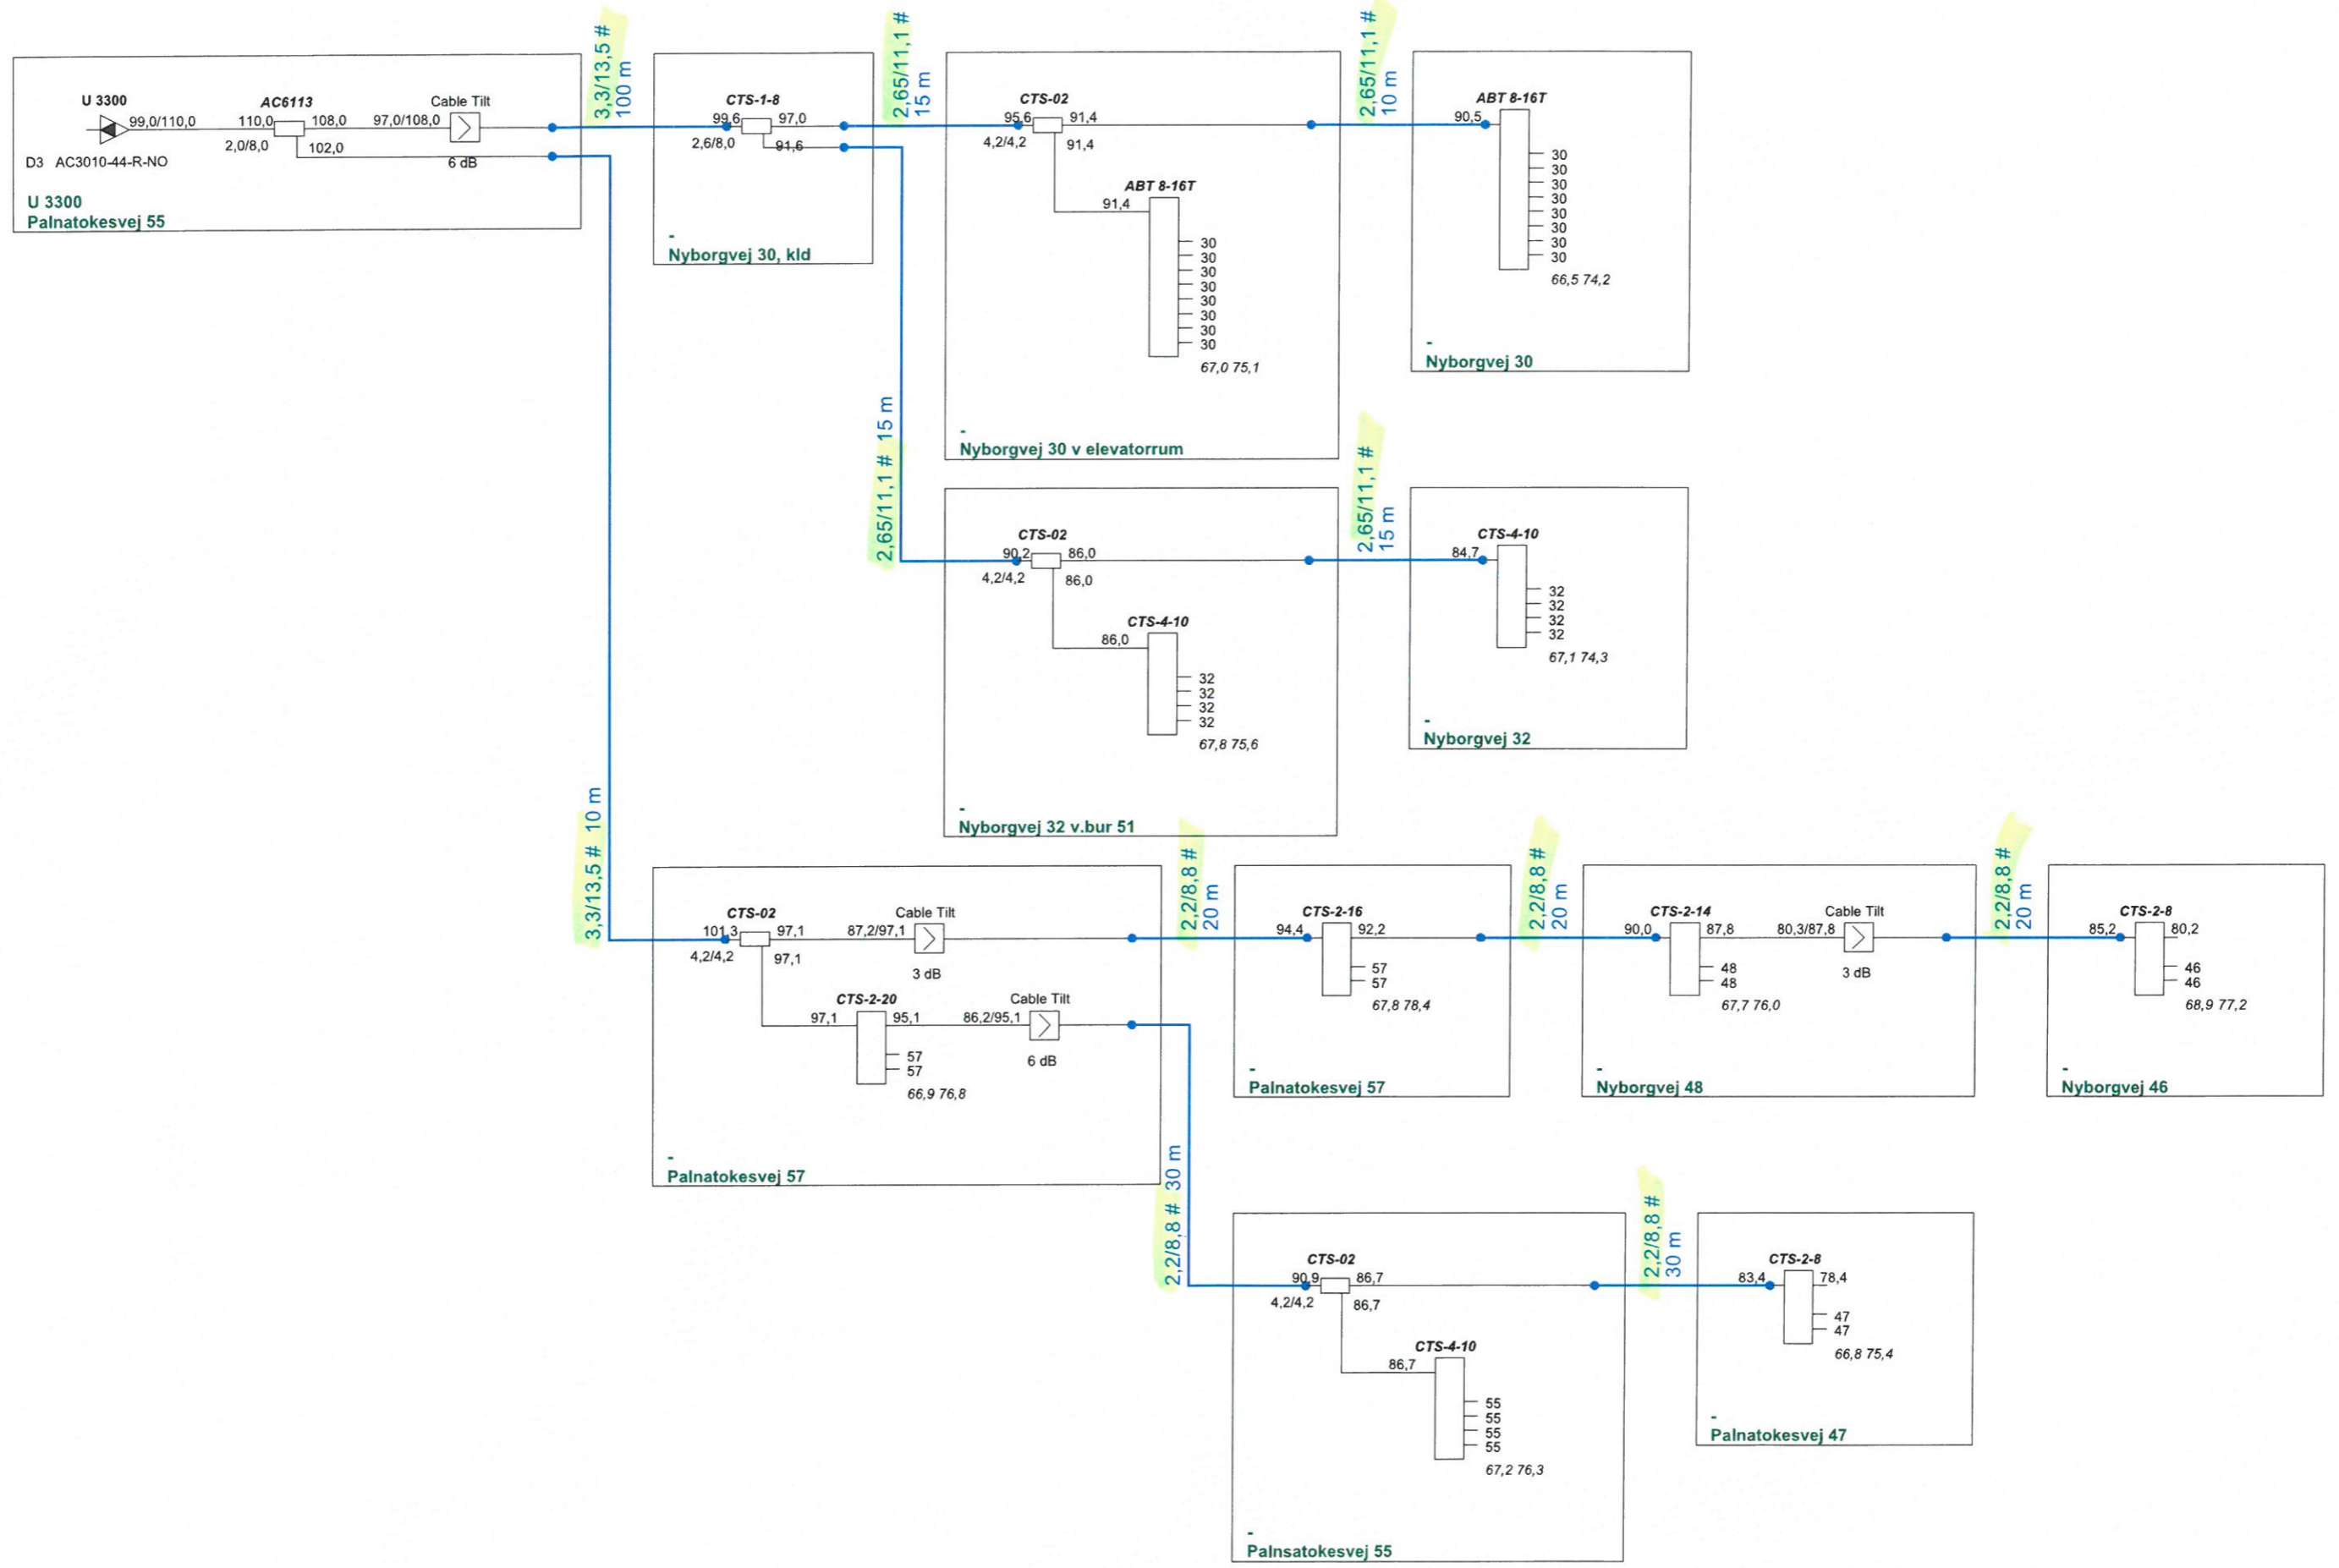 U 3300
99,0/110,0
D3 AC3010-44-R-NO
AC6113
110,0
108,0
2,0/8,0
102,0
Cable Tilt
97,0/108,0
6 dB
U 3300
Palnatokesvej 55
3,3/13,5 #
100 m
CTS-1-8
99,6
97,0
2,6/8,0
91,6
-
Nyborgvej 30, kld
2,65/11,1 #
15 m
CTS-02
95,6
91,4
4,2/4,2
91,4
ABT 8-16T
91,4
30
30
30
30
30
30
30
30
67,0 75,1
-
Nyborgvej 30 v elevatorrum
2,65/11,1 #
10 m
ABT 8-16T
90,5
30
30
30
30
30
30
30
30
66,5 74,2
-
Nyborgvej 30
2,65/11,1 # 15 m
CTS-02
90,2
86,0
4,2/4,2
86,0
CTS-4-10
86,0
32
32
32
32
67,8 75,6
-
Nyborgvej 32 v.bur 51
2,65/11,1 #
15 m
CTS-4-10
84,7
32
32
32
32
67,1 74,3
-
Nyborgvej 32
3,3/13,5 # 10 m
CTS-02
101,3
97,1
4,2/4,2
97,1
Cable Tilt
87,2/97,1
3 dB
CTS-2-20
97,1
95,1
57
57
66,9 76,8
Cable Tilt
86,2/95,1
6 dB
-
Palnatokesvej 57
2,2/8,8 #
20 m
CTS-2-16
94,4
92,2
57
57
67,8 78,4
-
Palnatokesvej 57
2,2/8,8 #
20 m
CTS-2-14
90,0
87,8
48
48
67,7 76,0
Cable Tilt
80,3/87,8
3 dB
-
Nyborgvej 48
2,2/8,8 #
20 m
CTS-2-8
85,2
80,2
46
46
68,9 77,2
-
Nyborgvej 46
2,2/8,8 # 30 m
CTS-02
90,9
86,7
4,2/4,2
86,7
CTS-4-10
86,7
55
55
55
55
67,2 76,3
-
Palnsatokesvej 55
2,2/8,8 #
30 m
CTS-2-8
83,4
78,4
47
47
66,8 75,4
-
Palnatokesvej 47